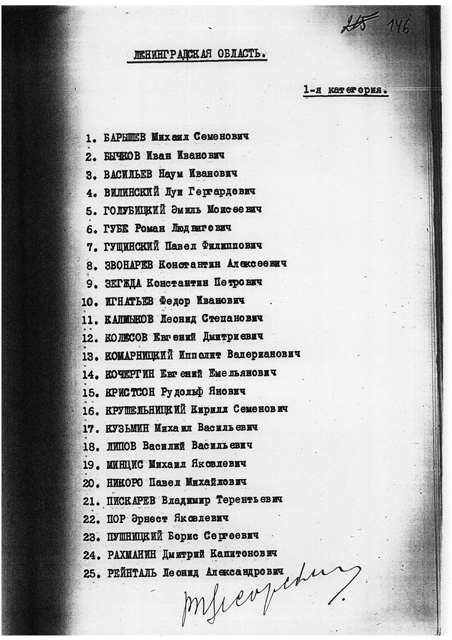 146
ЛЕНИНГРАДСКАЯ ОБЛАСТЬ.
1-я категория.
1. БАРЫШЕВ Михаил Семенович
2. БЫЧКОВ Иван Иванович
3. ВАСИЛЬЕВ Наум Иванович
4. ВИЛИНСКИЙ Луи Гергардович
5. ГОЛУБИЦКИЙ Эмиль Моисеевич
6. ГУБЕ Роман Людвигович
7. ГУЩИНСКИЙ Павел Филиппович
8. ЗВОНАРЕВ Константин Алексеевич
9. ЗЕГЖДА Константин Петрович
10. ИГНАТЬЕВ Федор Иванович
11. КАЛМЫКОВ Леонид Степанович
12. КОЛЕСОВ Евгений Дмитриевич
13. КОМАРНИЦКИЙ Ипполит Валерианович
14. КОЧЕРГИН Евгений Емельянович
15. КРИСТСОН Рудольф Янович
16. КРУШЕЛЬНИЦКИЙ Кирилл Семенович
17. КУЗЬМИН Михаил Васильевич
18. ЛИПОВ Василий Васильевич
19. МИНЦИС Михаил Яковлевич
20. НИКОРО Павел Михайлович
21. ПИСКАРЕВ Владимир Терентьевич
22. ПОР Эрнест Яковлевич
23. ПУШНИЦКИЙ Борис Сергеевич
24. РАХМАНИН Дмитрий Капитонович
25. РЕЙНТАЛЬ Леонид Александрович